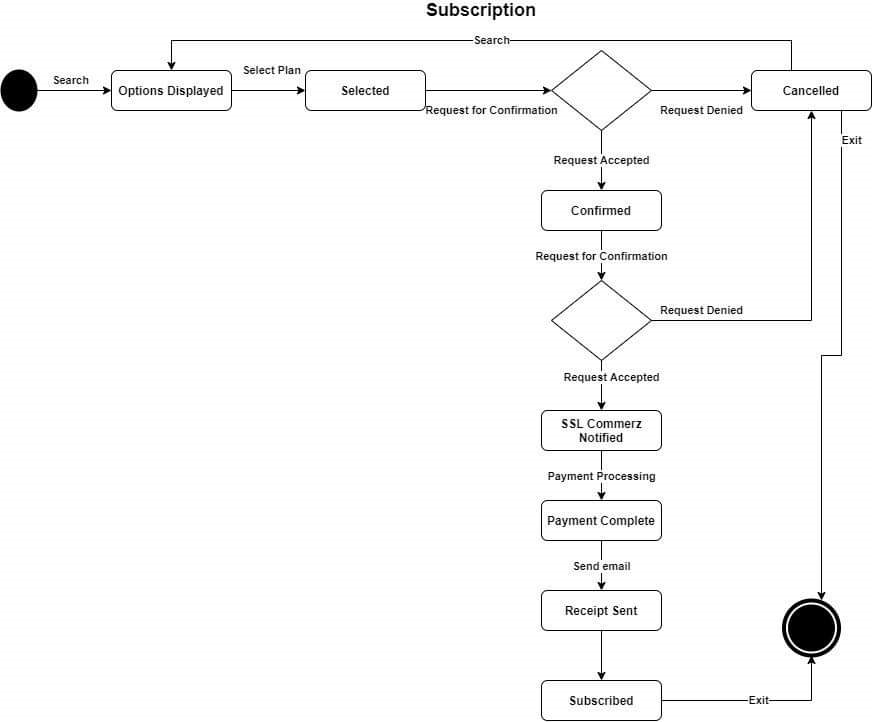 Subscription
Search
Search
Options Displayed
Select Plan
Selected
Request for Confirmation
Request Denied
Cancelled
Exit
Request Accepted
Confirmed
Request for Confirmation
Request Denied
Request Accepted
SSL Commerz
Notified
Payment Processing
Payment Complete
Send email
Receipt Sent
Subscribed
Exit